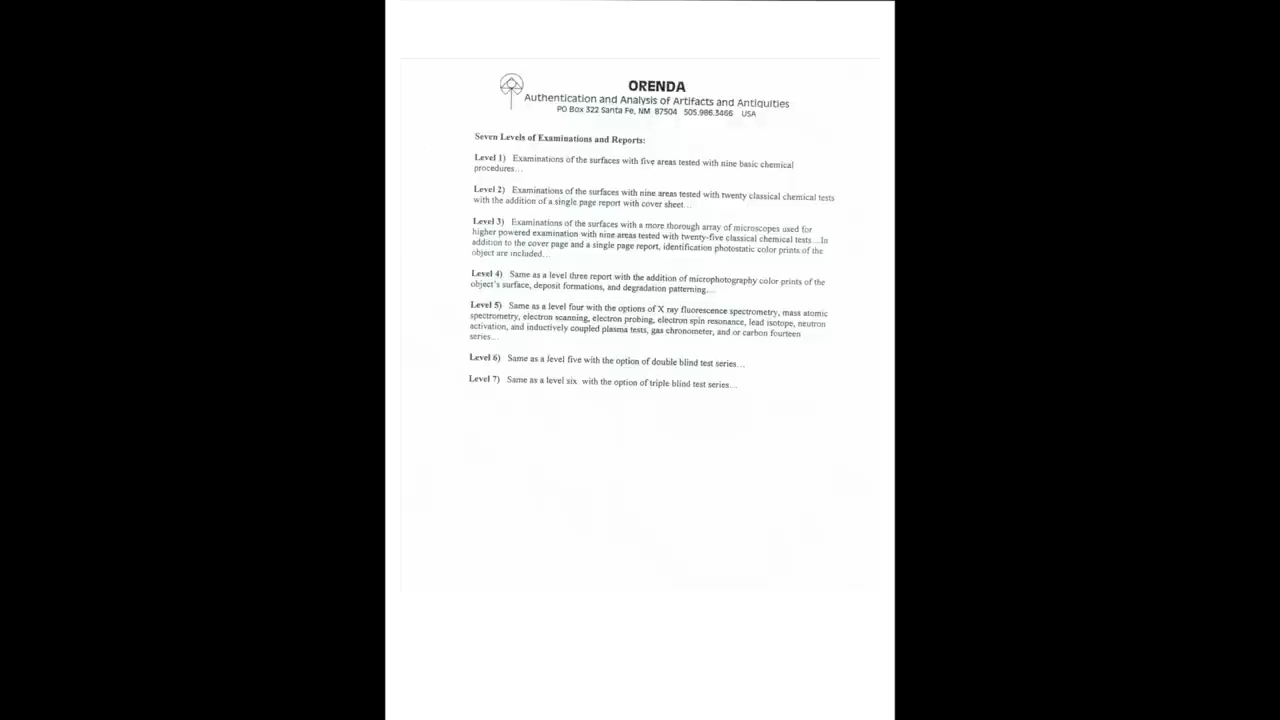 ORENDA
Authentication and Analysis of Artifacts and Antiquities
PO Box 322 Santa Fe, NM 87504 505.986.3466 USA
Seven Levels of Examinations and Reports:
Level 1) Examinations of the surfaces with five areas tested with nine basic chemical
procedures...
Level 2) Examinations of the surfaces with nine areas tested with twenty classical chemical tests
with the addition of a single page report with cover sheet...
Level 3) Examinations of the surfaces with a more thorough array of microscopes used for
higher powered examination with nine areas tested with twenty-five classical chemical tests...In
addition to the cover page and a single page report, identification photostatic color prints of the
object are included...
Level 4) Same as a level three report with the addition of microphotography color prints of the
object's surface, deposit formations, and degradation patterning...
Level 5) Same as a level four with the options of X ray fluorescence spectrometry, mass atomic
spectrometry, electron scanning, electron probing, electron spin resonance, lead isotope, neutron
activation, and inductively coupled plasma tests, gas chronometer, and or carbon fourteen
series...
Level 6) Same as a level five with the option of double blind test series...
Level 7) Same as a level six with the option of triple blind test series...